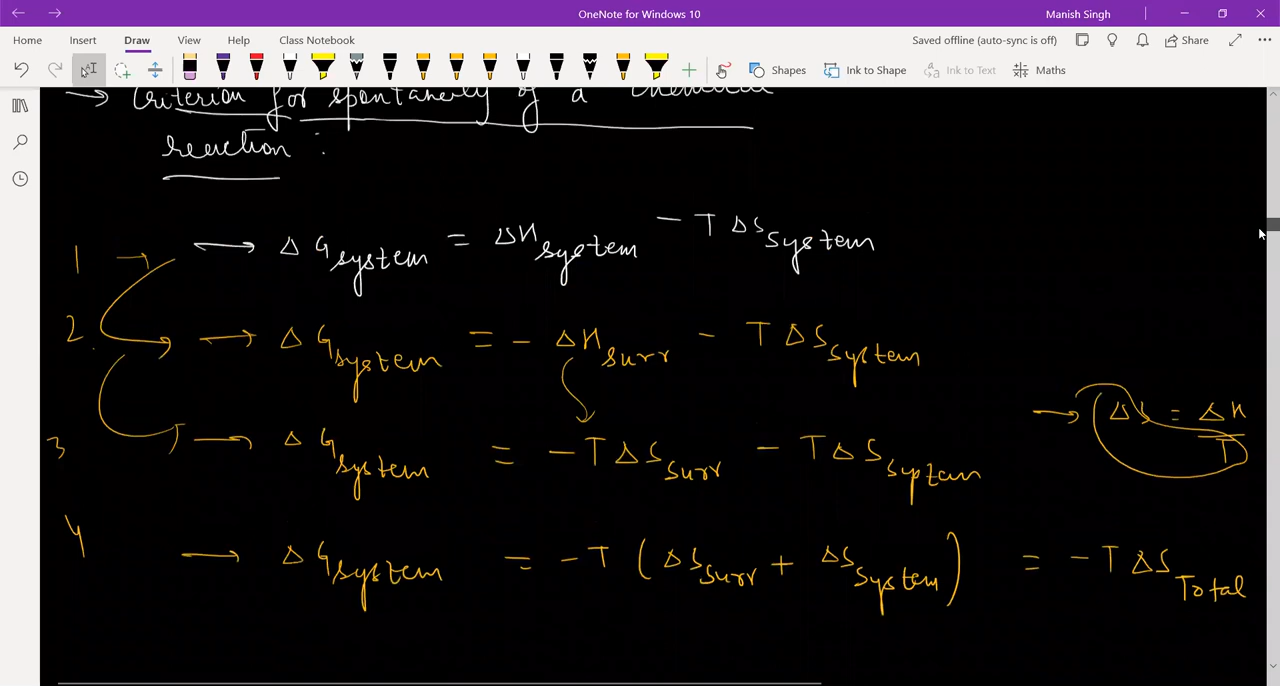 OneNote for Windows 10
Manish Singh
Home Insert Draw View Help Class Notebook
Saved offline (auto-sync is off) Share
Shapes Ink to Shape Ink to Text Maths
→ Criterion for spontaneity of a chemical
reaction :
1 → → ΔG system = ΔH system − TΔS system
2. → ΔG system = − ΔH surr − TΔS system
→ ΔS = ΔH / T
3 → ΔG system = − TΔS surr − TΔS system
4 → ΔG system = − T (ΔS surr + ΔS system) = − TΔS Total